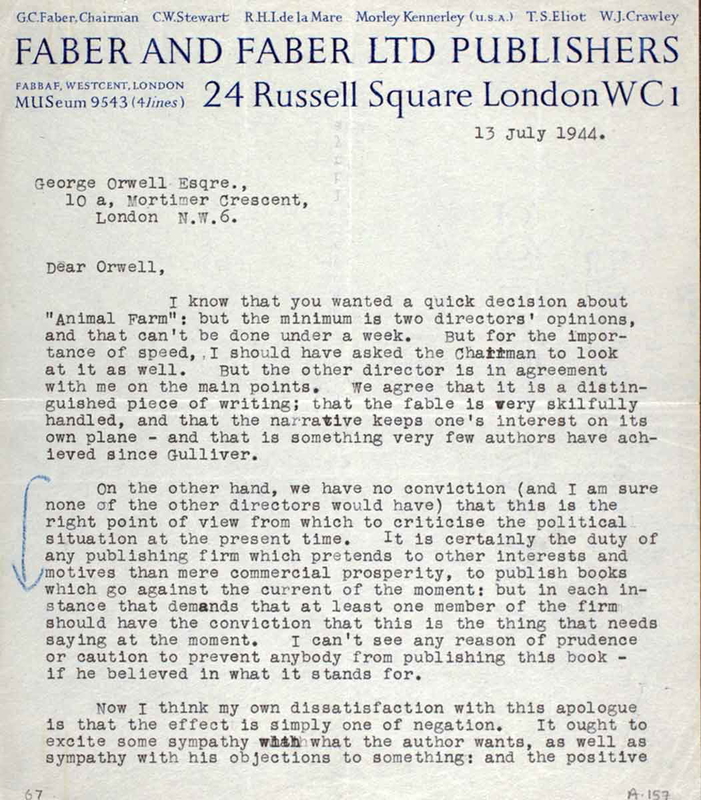 G.C.Faber, Chairman C.W.Stewart R.H.I.de la Mare Morley Kennerley (U.S.A.) T.S.Eliot W.J.Crawley
FABER AND FABER LTD PUBLISHERS
FABBAF, WESTCENT, LONDON
MUSeum 9543 (4 lines) 24 Russell Square London WC1
13 July 1944.
George Orwell Esqre.,
10 a, Mortimer Crescent,
London N.W.6.
Dear Orwell,
I know that you wanted a quick decision about
"Animal Farm": but the minimum is two directors' opinions,
and that can't be done under a week. But for the impor-
tance of speed, I should have asked the Chairman to look
at it as well. But the other director is in agreement
with me on the main points. We agree that it is a distin-
guished piece of writing; that the fable is very skilfully
handled, and that the narrative keeps one's interest on its
own plane - and that is something very few authors have ach-
ieved since Gulliver.
On the other hand, we have no conviction (and I am sure
none of the other directors would have) that this is the
right point of view from which to criticise the political
situation at the present time. It is certainly the duty of
any publishing firm which pretends to other interests and
motives than mere commercial prosperity, to publish books
which go against the current of the moment: but in each in-
stance that demands that at least one member of the firm
should have the conviction that this is the thing that needs
saying at the moment. I can't see any reason of prudence
or caution to prevent anybody from publishing this book -
if he believed in what it stands for.
Now I think my own dissatisfaction with this apologue
is that the effect is simply one of negation. It ought to
excite some sympathy with what the author wants, as well as
sympathy with his objections to something: and the positive
67 A.157